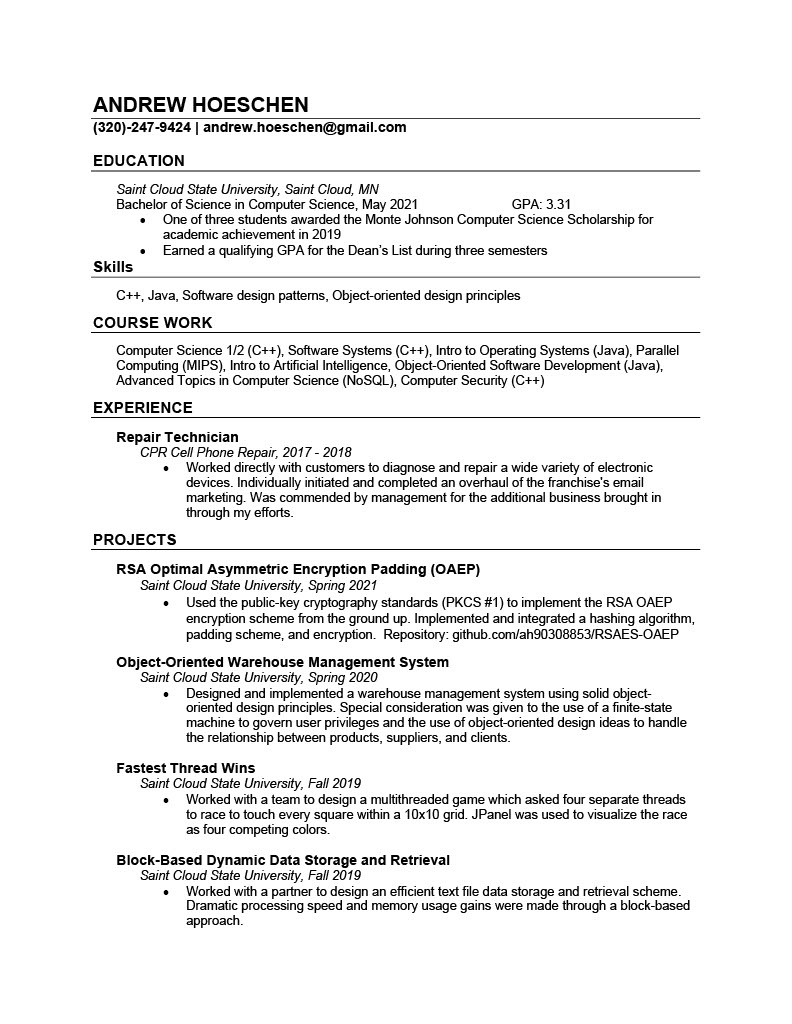 ANDREW HOESCHEN
(320)-247-9424 | andrew.hoeschen@gmail.com
EDUCATION
Saint Cloud State University, Saint Cloud, MN
Bachelor of Science in Computer Science, May 2021 GPA: 3.31
• One of three students awarded the Monte Johnson Computer Science Scholarship for
academic achievement in 2019
• Earned a qualifying GPA for the Dean’s List during three semesters
Skills
C++, Java, Software design patterns, Object-oriented design principles
COURSE WORK
Computer Science 1/2 (C++), Software Systems (C++), Intro to Operating Systems (Java), Parallel
Computing (MIPS), Intro to Artificial Intelligence, Object-Oriented Software Development (Java),
Advanced Topics in Computer Science (NoSQL), Computer Security (C++)
EXPERIENCE
Repair Technician
CPR Cell Phone Repair, 2017 - 2018
• Worked directly with customers to diagnose and repair a wide variety of electronic
devices. Individually initiated and completed an overhaul of the franchise's email
marketing. Was commended by management for the additional business brought in
through my efforts.
PROJECTS
RSA Optimal Asymmetric Encryption Padding (OAEP)
Saint Cloud State University, Spring 2021
• Used the public-key cryptography standards (PKCS #1) to implement the RSA OAEP
encryption scheme from the ground up. Implemented and integrated a hashing algorithm,
padding scheme, and encryption. Repository: github.com/ah90308853/RSAES-OAEP
Object-Oriented Warehouse Management System
Saint Cloud State University, Spring 2020
• Designed and implemented a warehouse management system using solid object-
oriented design principles. Special consideration was given to the use of a finite-state
machine to govern user privileges and the use of object-oriented design ideas to handle
the relationship between products, suppliers, and clients.
Fastest Thread Wins
Saint Cloud State University, Fall 2019
• Worked with a team to design a multithreaded game which asked four separate threads
to race to touch every square within a 10x10 grid. JPanel was used to visualize the race
as four competing colors.
Block-Based Dynamic Data Storage and Retrieval
Saint Cloud State University, Fall 2019
• Worked with a partner to design an efficient text file data storage and retrieval scheme.
Dramatic processing speed and memory usage gains were made through a block-based
approach.